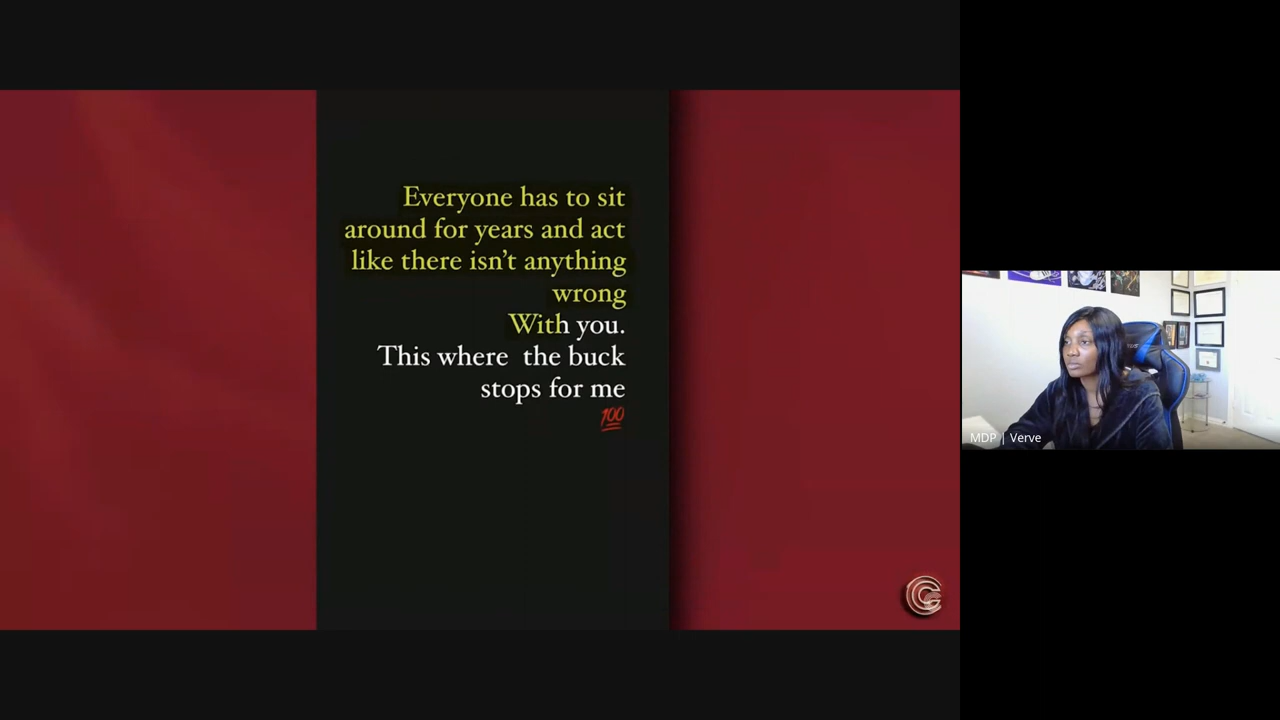 Everyone has to sit
around for years and act
like there isn't anything
wrong
With you.
This where the buck
stops for me
💯
MDP | Verve